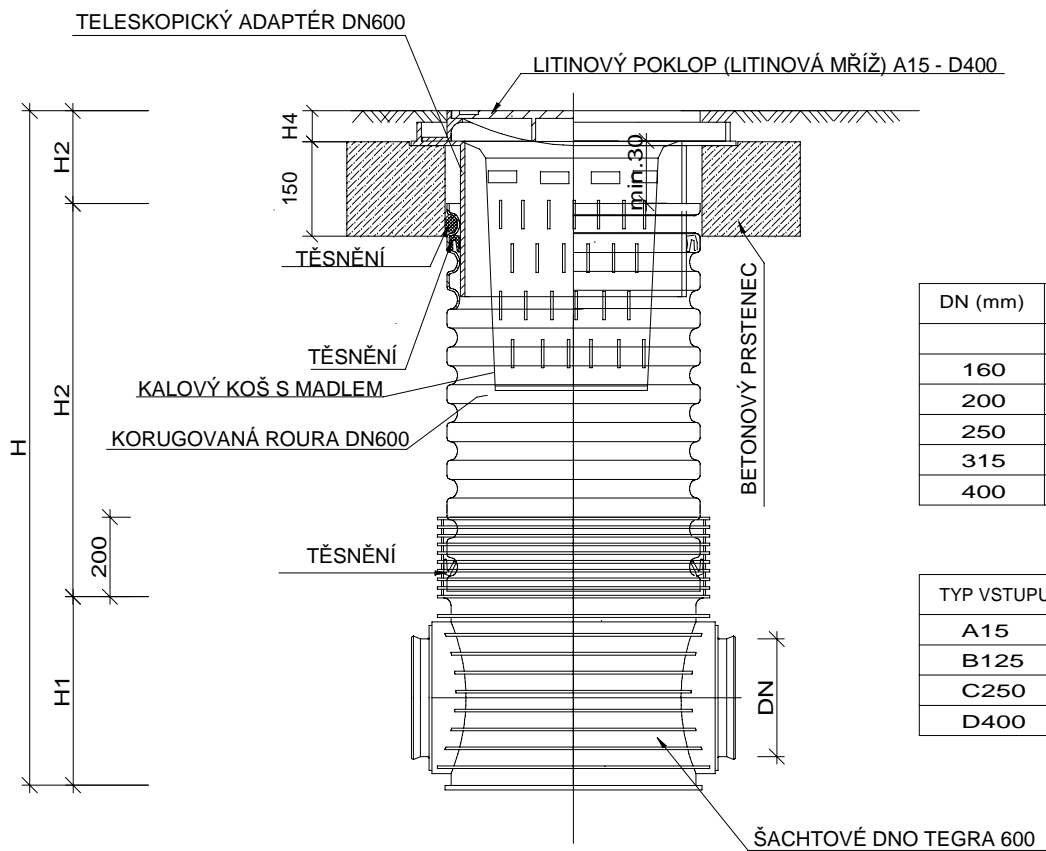 TELESKOPICKÝ ADAPTÉR DN600
LITINOVÝ POKLOP (LITINOVÁ MŘÍŽ) A15 - D400
H4
H2
min.30
150
TĚSNĚNÍ
BETONOVÝ PRSTENEC
DN (mm)
160
200
250
315
400
TĚSNĚNÍ
KALOVÝ KOŠ S MADLEM
H2
KORUGOVANÁ ROURA DN600
H
200
TĚSNĚNÍ
TYP VSTUPU
A15
B125
C250
D400
H1
DN
ŠACHTOVÉ DNO TEGRA 600